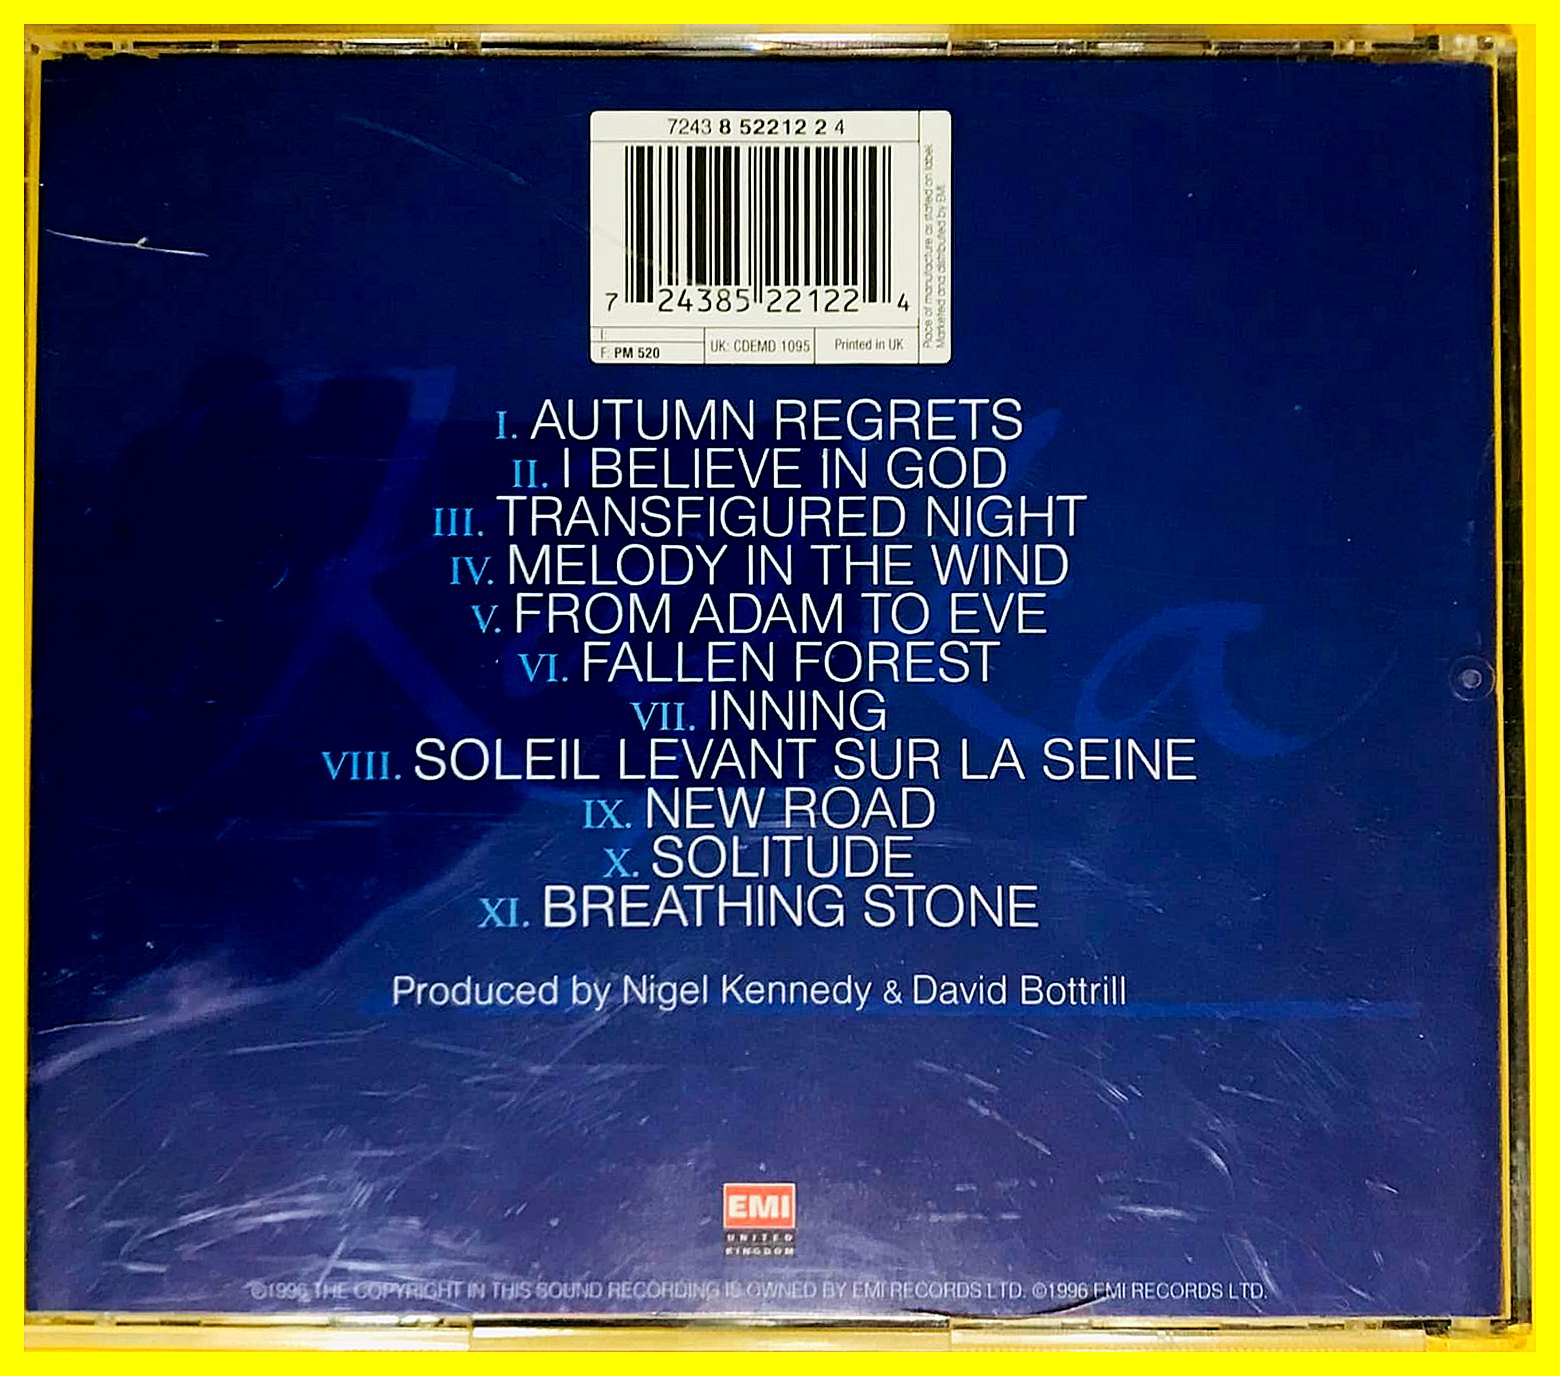 7243 8 52212 2 4
7 24385 22122 4
Place of manufacture as stated on label.
Marketed and distributed by EMI.
I:
F: PM 520
UK: CDEMD 1095
Printed in UK
Kafka
I. AUTUMN REGRETS
II. I BELIEVE IN GOD
III. TRANSFIGURED NIGHT
IV. MELODY IN THE WIND
V. FROM ADAM TO EVE
VI. FALLEN FOREST
VII. INNING
VIII. SOLEIL LEVANT SUR LA SEINE
IX. NEW ROAD
X. SOLITUDE
XI. BREATHING STONE
Produced by Nigel Kennedy & David Bottrill
EMI
UNITED
KINGDOM
℗1996 THE COPYRIGHT IN THIS SOUND RECORDING IS OWNED BY EMI RECORDS LTD. ©1996 EMI RECORDS LTD.